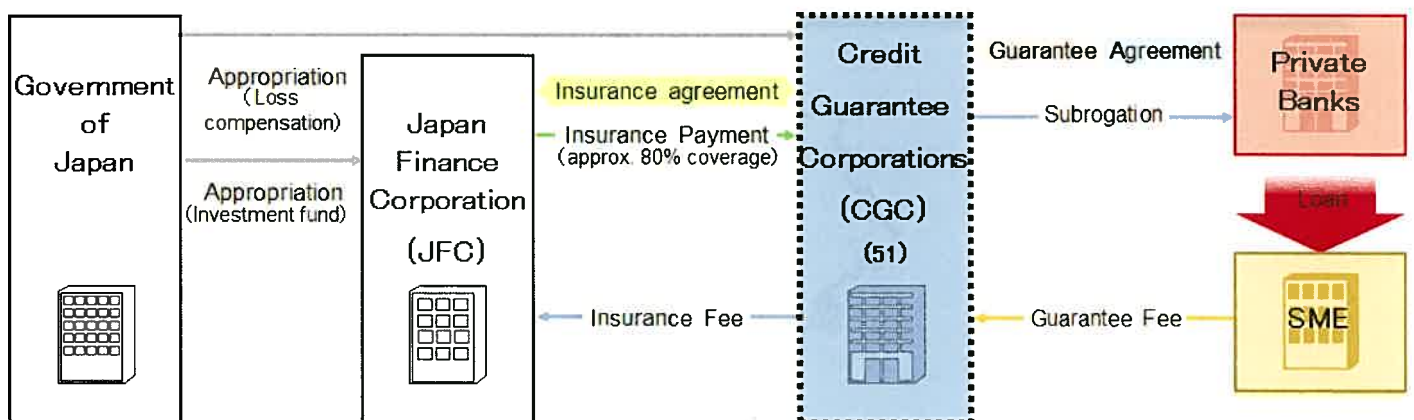 Government
of
Japan
Appropriation
(Loss
compensation)
Appropriation
(Investment fund)
Japan
Finance
Corporation
(JFC)
Insurance agreement
Insurance Payment
(approx. 80% coverage)
Insurance Fee
Credit
Guarantee
Corporations
(CGC)
(51)
Guarantee Agreement
Subrogation
Guarantee Fee
Private
Banks
Loan
SME